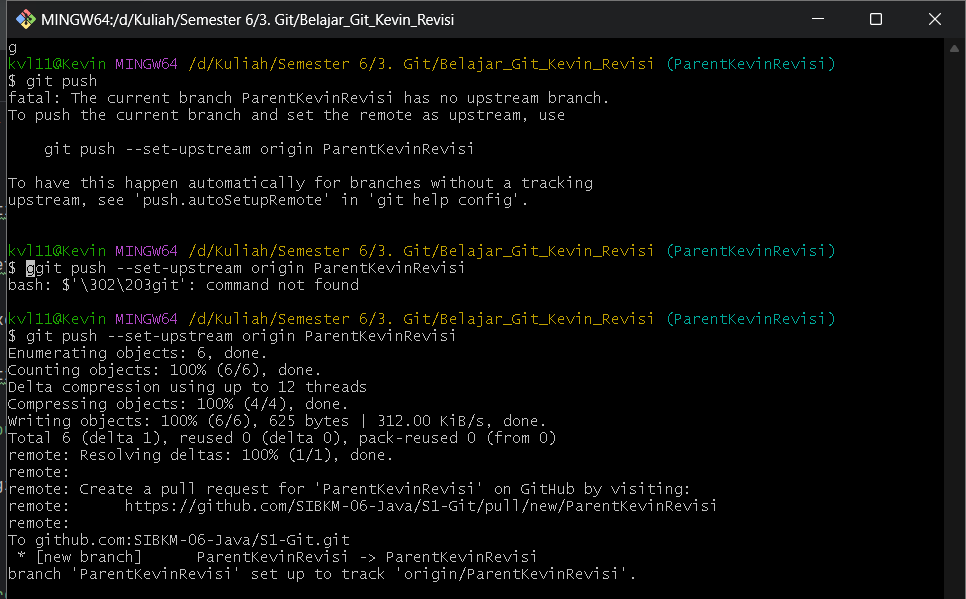 MINGW64:/d/Kuliah/Semester 6/3. Git/Belajar_Git_Kevin_Revisi
g
kvl11@Kevin MINGW64 /d/Kuliah/Semester 6/3. Git/Belajar_Git_Kevin_Revisi (ParentKevinRevisi)
$ git push
fatal: The current branch ParentKevinRevisi has no upstream branch.
To push the current branch and set the remote as upstream, use
git push --set-upstream origin ParentKevinRevisi
To have this happen automatically for branches without a tracking
upstream, see 'push.autoSetupRemote' in 'git help config'.
kvl11@Kevin MINGW64 /d/Kuliah/Semester 6/3. Git/Belajar_Git_Kevin_Revisi (ParentKevinRevisi)
$ ggit push --set-upstream origin ParentKevinRevisi
bash: $'\302\203git': command not found
kvl11@Kevin MINGW64 /d/Kuliah/Semester 6/3. Git/Belajar_Git_Kevin_Revisi (ParentKevinRevisi)
$ git push --set-upstream origin ParentKevinRevisi
Enumerating objects: 6, done.
Counting objects: 100% (6/6), done.
Delta compression using up to 12 threads
Compressing objects: 100% (4/4), done.
Writing objects: 100% (6/6), 625 bytes | 312.00 KiB/s, done.
Total 6 (delta 1), reused 0 (delta 0), pack-reused 0 (from 0)
remote: Resolving deltas: 100% (1/1), done.
remote:
remote: Create a pull request for 'ParentKevinRevisi' on GitHub by visiting:
remote:      https://github.com/SIBKM-06-Java/S1-Git/pull/new/ParentKevinRevisi
remote:
To github.com:SIBKM-06-Java/S1-Git.git
 * [new branch]      ParentKevinRevisi -> ParentKevinRevisi
branch 'ParentKevinRevisi' set up to track 'origin/ParentKevinRevisi'.